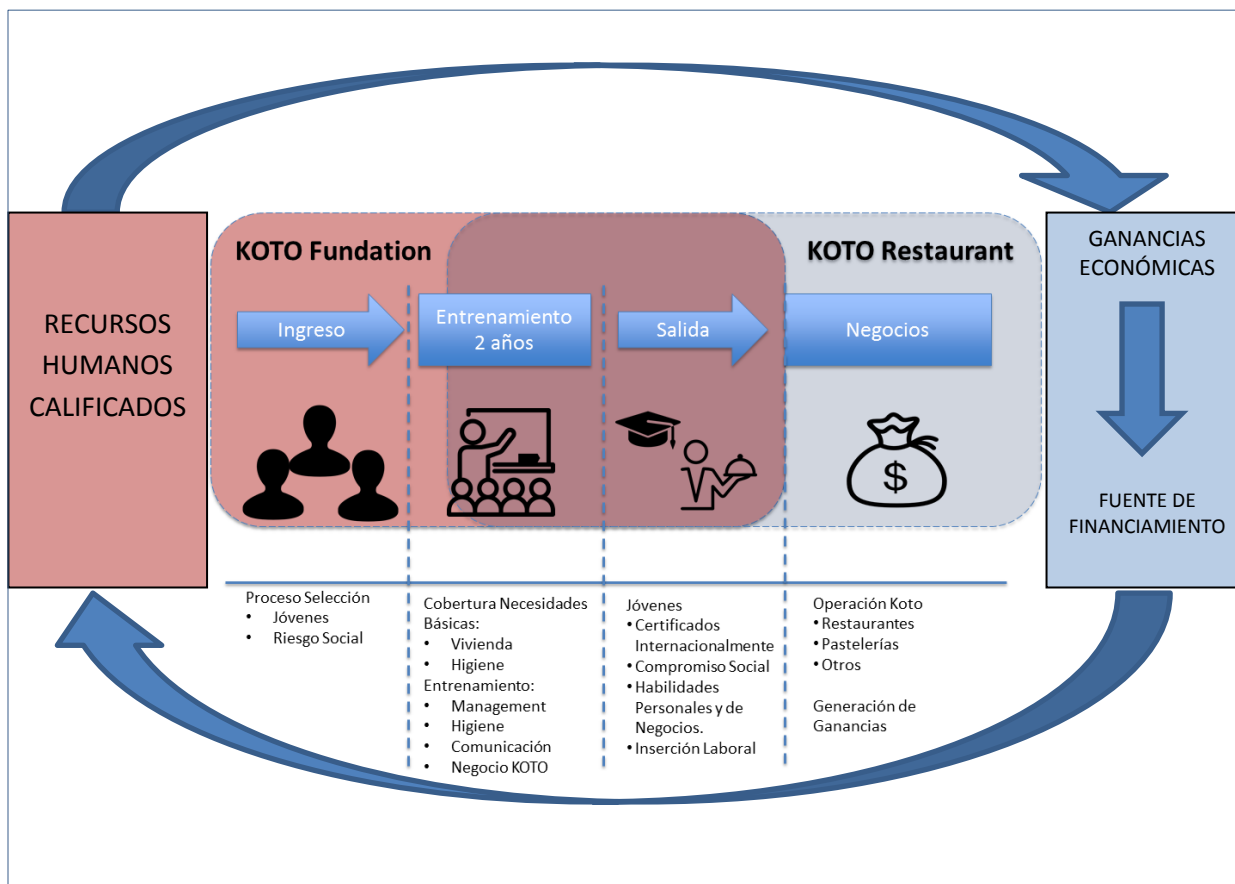 RECURSOS
HUMANOS
CALIFICADOS
KOTO Fundation
KOTO Restaurant
Ingreso
Entrenamiento
2 años
Salida
Negocios
$
GANANCIAS
ECONÓMICAS
FUENTE DE
FINANCIAMIENTO
Proceso Selección
• Jóvenes
• Riesgo Social
Cobertura Necesidades
Básicas:
• Vivienda
• Higiene
Entrenamiento:
• Management
• Higiene
• Comunicación
• Negocio KOTO
Jóvenes
• Certificados
Internacionalmente
• Compromiso Social
• Habilidades
Personales y de
Negocios.
• Inserción Laboral
Operación Koto
• Restaurantes
• Pastelerías
• Otros
Generación de
Ganancias